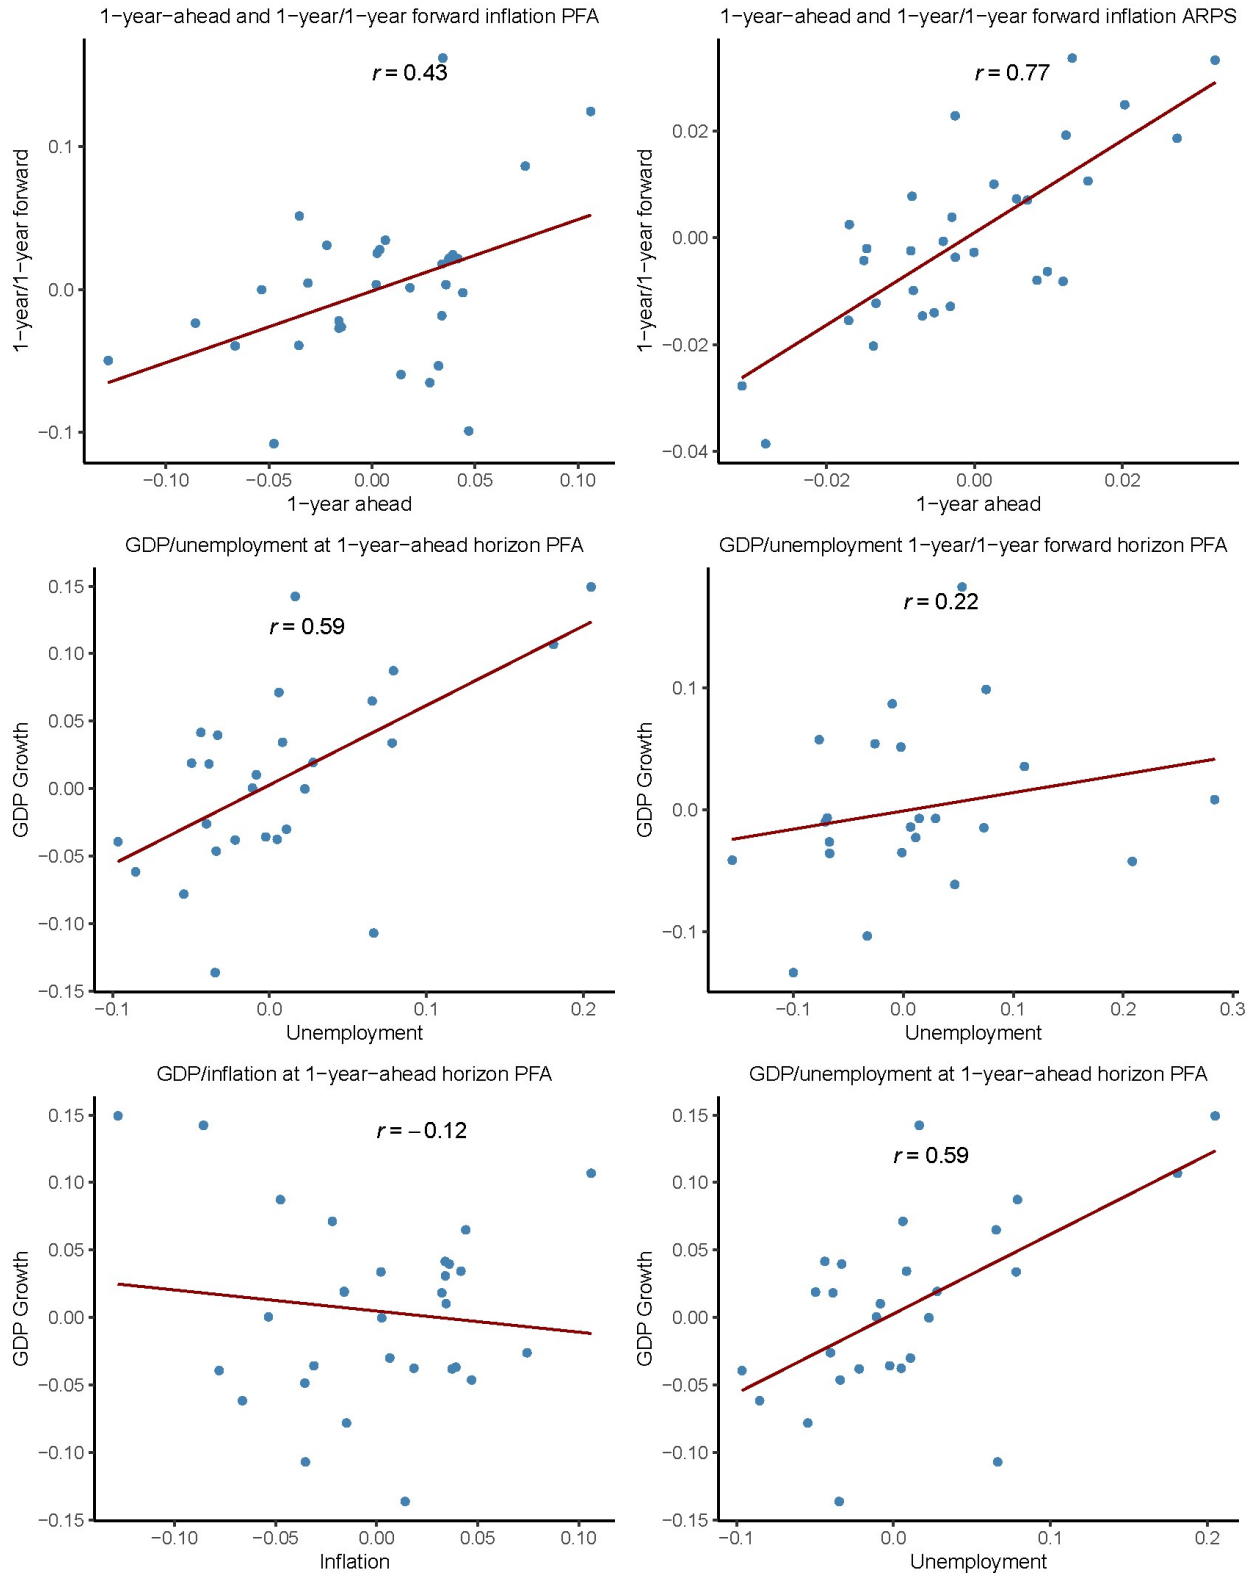 1−year−ahead and 1−year/1−year forward inflation PFA
r = 0.43
1−year/1−year forward
0.1
0.0
−0.1
−0.10 −0.05 0.00 0.05 0.10
1−year ahead
1−year−ahead and 1−year/1−year forward inflation ARPS
r = 0.77
1−year/1−year forward
0.02
0.00
−0.02
−0.04
−0.02 0.00 0.02
1−year ahead
GDP/unemployment at 1−year−ahead horizon PFA
r = 0.59
GDP Growth
0.15
0.10
0.05
0.00
−0.05
−0.10
−0.15
−0.1 0.0 0.1 0.2
Unemployment
GDP/unemployment 1−year/1−year forward horizon PFA
r = 0.22
GDP Growth
0.1
0.0
−0.1
−0.1 0.0 0.1 0.2 0.3
Unemployment
GDP/inflation at 1−year−ahead horizon PFA
r = −0.12
GDP Growth
0.15
0.10
0.05
0.00
−0.05
−0.10
−0.15
−0.10 −0.05 0.00 0.05 0.10
Inflation
GDP/unemployment at 1−year−ahead horizon PFA
r = 0.59
GDP Growth
0.15
0.10
0.05
0.00
−0.05
−0.10
−0.15
−0.1 0.0 0.1 0.2
Unemployment